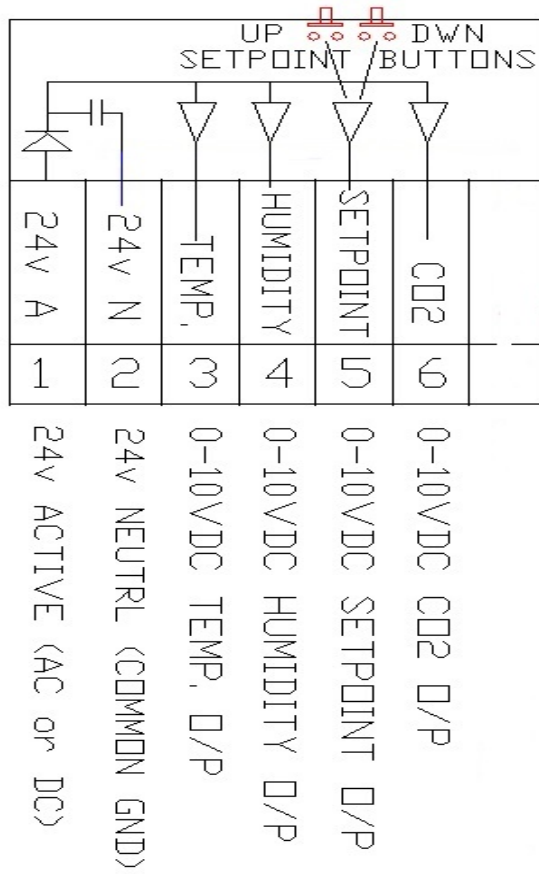 UP DWN
SETPOINT BUTTONS
24v A
24v N
TEMP.
HUMIDITY
SETPOINT
CO2
1 2 3 4 5 6
24v ACTIVE (AC or DC)
24v NEUTRL (COMMON GND)
0-10VDC TEMP. O/P
0-10VDC HUMIDITY O/P
0-10VDC SETPOINT O/P
0-10VDC CO2 O/P